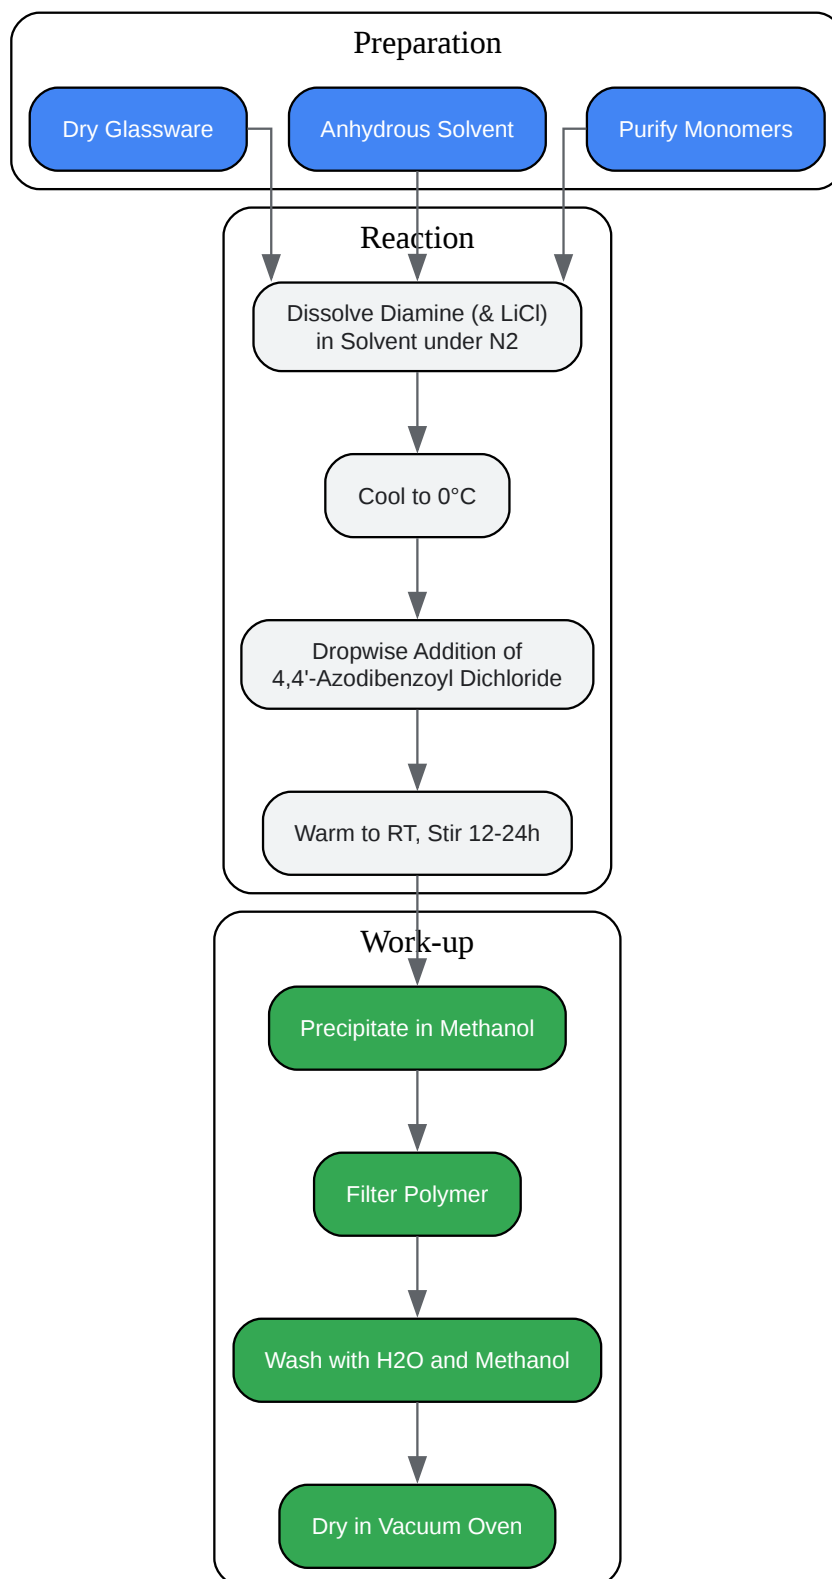 Preparation
Dry Glassware
Anhydrous Solvent
Purify Monomers
Reaction
Dissolve Diamine (& LiCl)
in Solvent under N2
Cool to 0°C
Dropwise Addition of
4,4'-Azodibenzoyl Dichloride
Warm to RT, Stir 12-24h
Work-up
Precipitate in Methanol
Filter Polymer
Wash with H2O and Methanol
Dry in Vacuum Oven